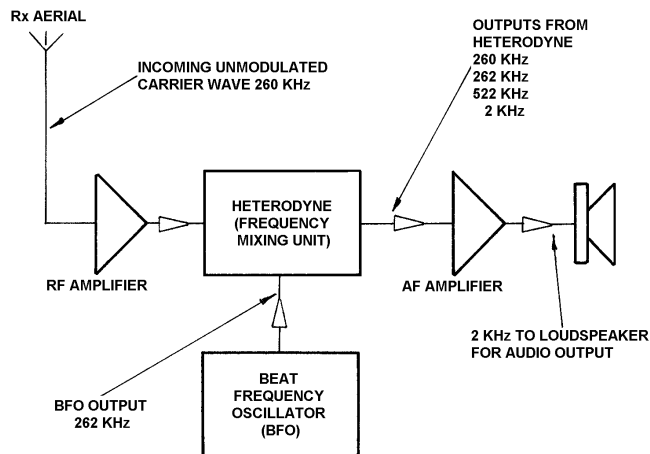 Rx AERIAL
INCOMING UNMODULATED
CARRIER WAVE 260 KHz
OUTPUTS FROM
HETERODYNE
260 KHz
262 KHz
522 KHz
2 KHz
HETERODYNE
(FREQUENCY
MIXING UNIT)
RF AMPLIFIER
AF AMPLIFIER
2 KHz TO LOUDSPEAKER
FOR AUDIO OUTPUT
BFO OUTPUT
262 KHz
BEAT
FREQUENCY
OSCILLATOR
(BFO)